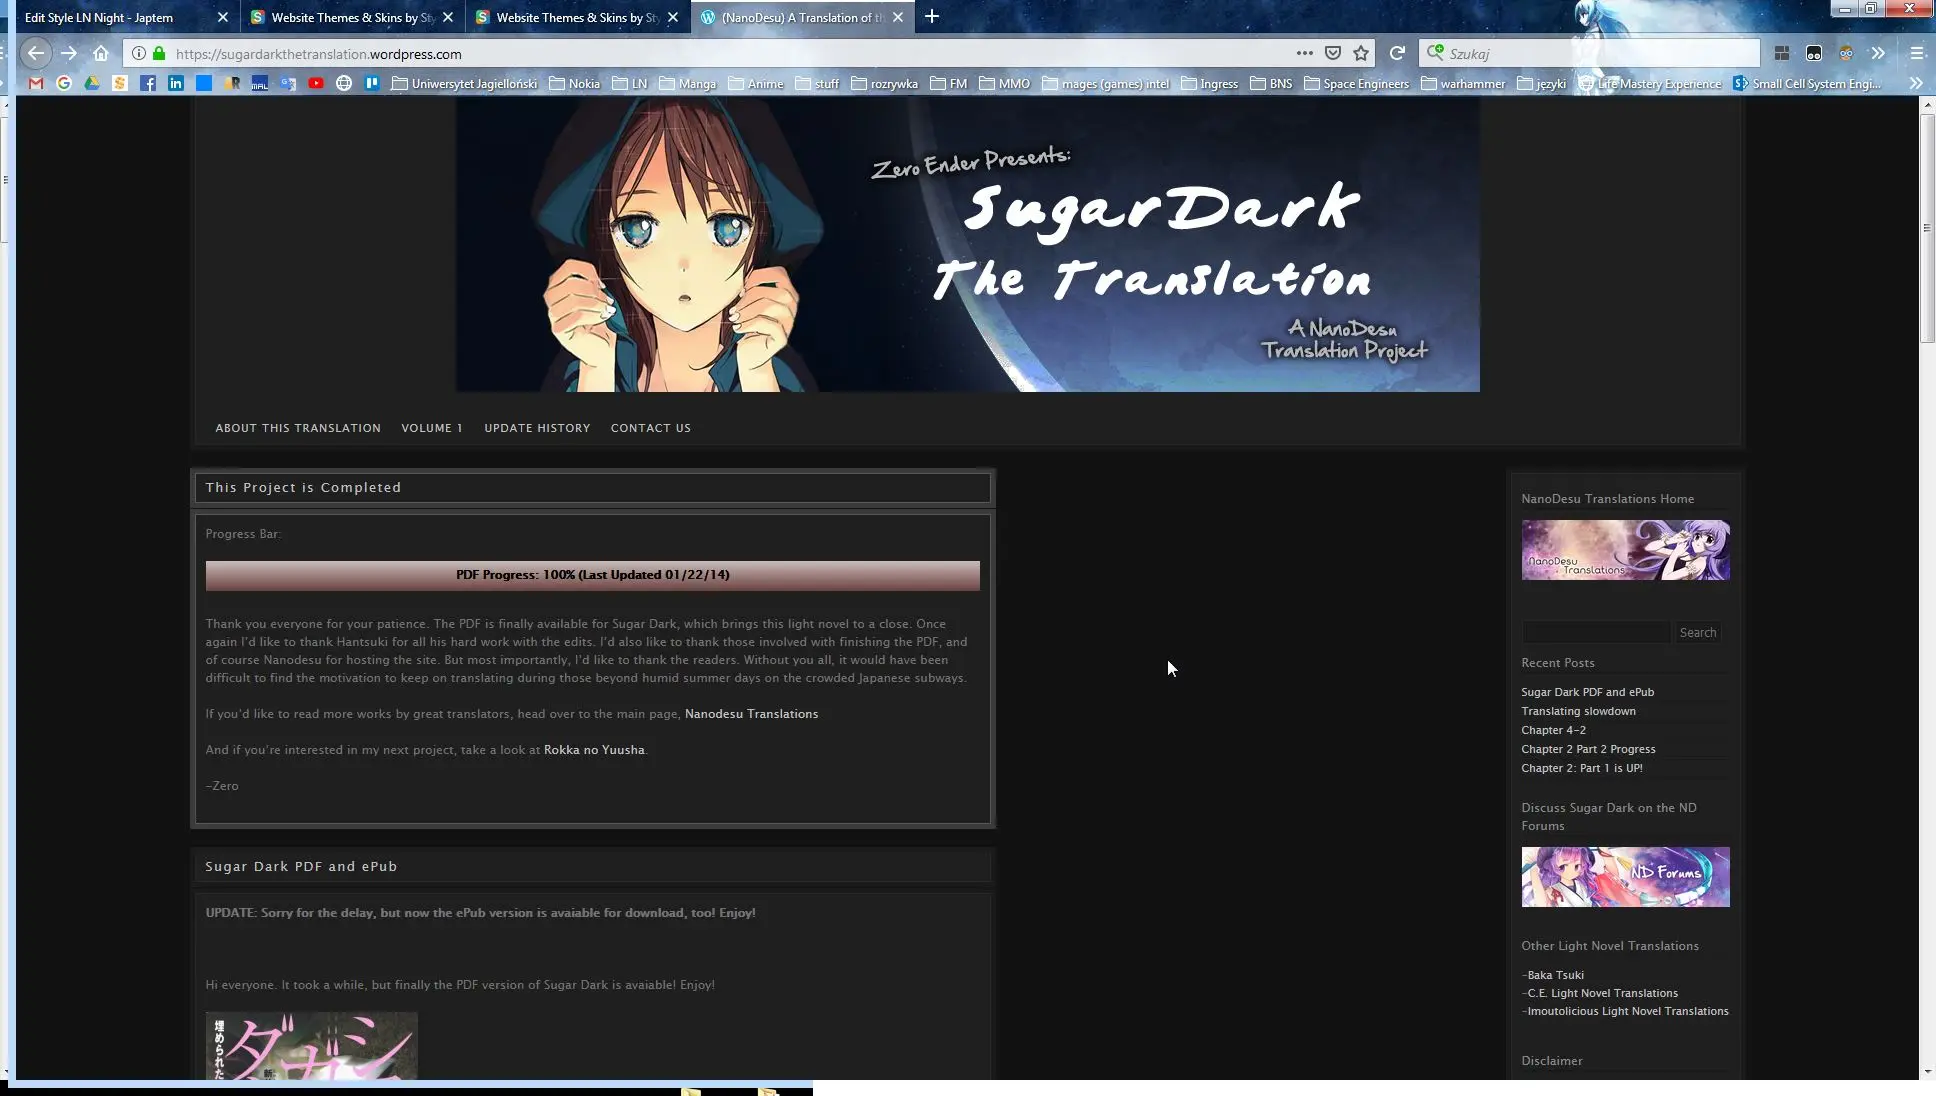 Edit Style LN Night - Japtem
Website Themes & Skins by Sty
Website Themes & Skins by Sty
(NanoDesu) A Translation of th
https://sugardarkthetranslation.wordpress.com
Szukaj
Uniwersytet Jagielloński
Nokia
LN
Manga
Anime
stuff
rozrywka
FM
MMO
mages (games) intel
Ingress
BNS
Space Engineers
warhammer
języki
Life Mastery Experience
Small Cell System Engi...
Zero Ender Presents:
SugarDark
The Translation
A NanoDesu
Translation Project
ABOUT THIS TRANSLATION
VOLUME 1
UPDATE HISTORY
CONTACT US
This Project is Completed
Progress Bar:
PDF Progress: 100% (Last Updated 01/22/14)
Thank you everyone for your patience. The PDF is finally available for Sugar Dark, which brings this light novel to a close. Once
again I'd like to thank Hantsuki for all his hard work with the edits. I'd also like to thank those involved with finishing the PDF, and
of course Nanodesu for hosting the site. But most importantly, I'd like to thank the readers. Without you all, it would have been
difficult to find the motivation to keep on translating during those beyond humid summer days on the crowded Japanese subways.
If you'd like to read more works by great translators, head over to the main page, Nanodesu Translations
And if you're interested in my next project, take a look at Rokka no Yuusha.
-Zero
Sugar Dark PDF and ePub
UPDATE: Sorry for the delay, but now the ePub version is avaiable for download, too! Enjoy!
Hi everyone. It took a while, but finally the PDF version of Sugar Dark is avaiable! Enjoy!
埋められた
NanoDesu Translations Home
NanoDesu
Translations
Search
Recent Posts
Sugar Dark PDF and ePub
Translating slowdown
Chapter 4-2
Chapter 2 Part 2 Progress
Chapter 2: Part 1 is UP!
Discuss Sugar Dark on the ND
Forums
ND Forums
Other Light Novel Translations
-Baka Tsuki
-C.E. Light Novel Translations
-Imoutolicious Light Novel Translations
Disclaimer